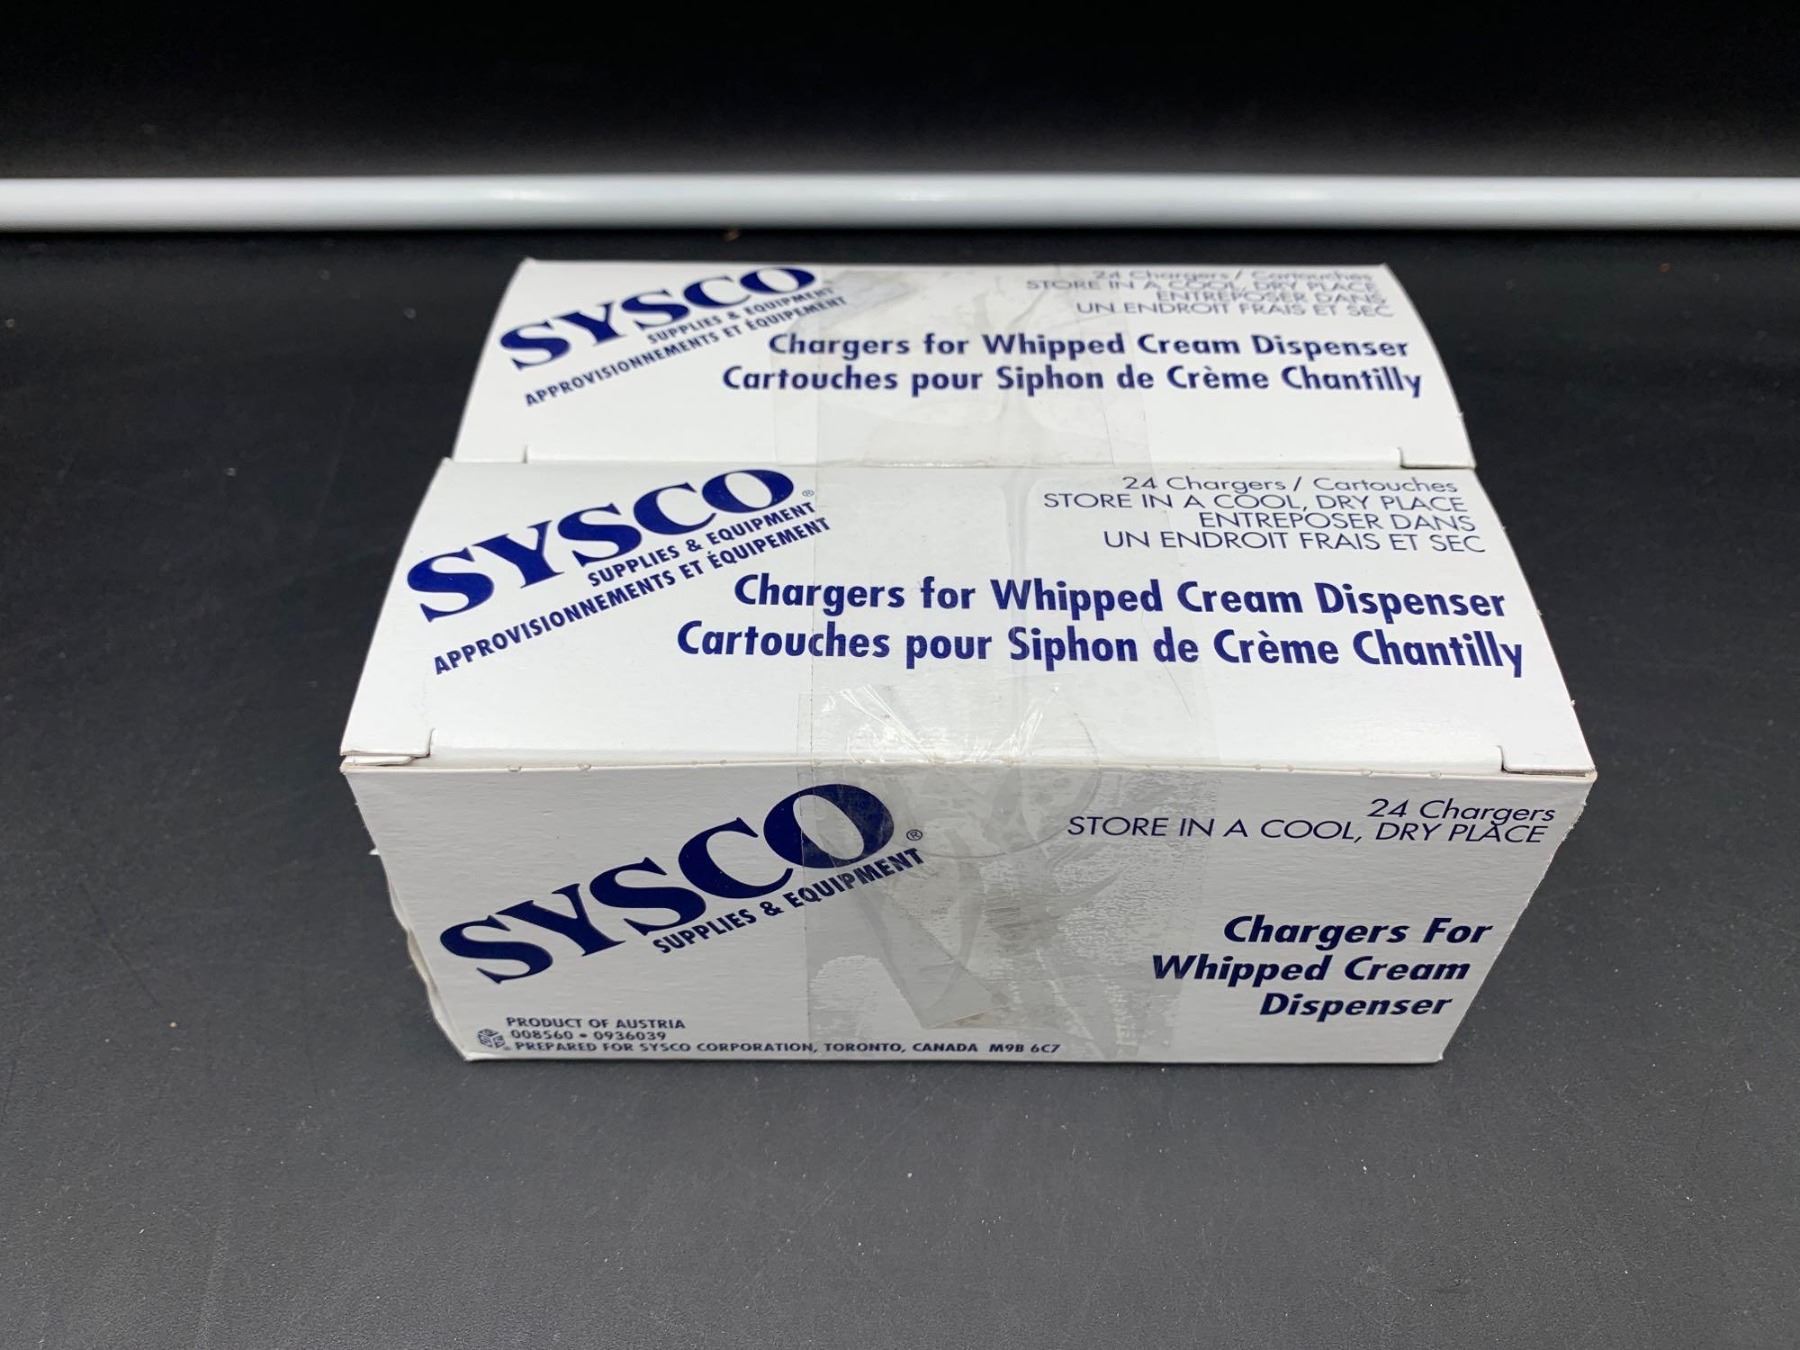 SYSCO
SUPPLIES & EQUIPMENT
APPROVISIONNEMENTS ET ÉQUIPEMENT
24 Chargers / Cartouches
STORE IN A COOL, DRY PLACE
ENTREPOSER DANS
UN ENDROIT FRAIS ET SEC
Chargers for Whipped Cream Dispenser
Cartouches pour Siphon de Crème Chantilly
SYSCO®
SUPPLIES & EQUIPMENT
APPROVISIONNEMENTS ET ÉQUIPEMENT
24 Chargers / Cartouches
STORE IN A COOL, DRY PLACE
ENTREPOSER DANS
UN ENDROIT FRAIS ET SEC
Chargers for Whipped Cream Dispenser
Cartouches pour Siphon de Crème Chantilly
SYSCO®
SUPPLIES & EQUIPMENT
24 Chargers
STORE IN A COOL, DRY PLACE
Chargers For
Whipped Cream
Dispenser
PRODUCT OF AUSTRIA
008560 • 0936039
PREPARED FOR SYSCO CORPORATION, TORONTO, CANADA M9B 6C7